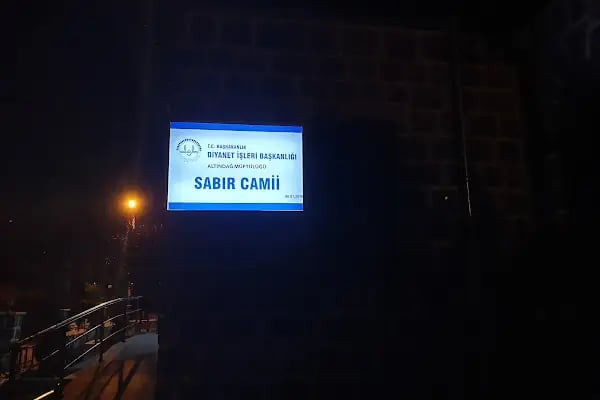 T.C. BAŞBAKANLIK
DİYANET İŞLERİ BAŞKANLIĞI
ALTINDAĞ MÜFTÜLÜĞÜ
SABIR CAMİİ